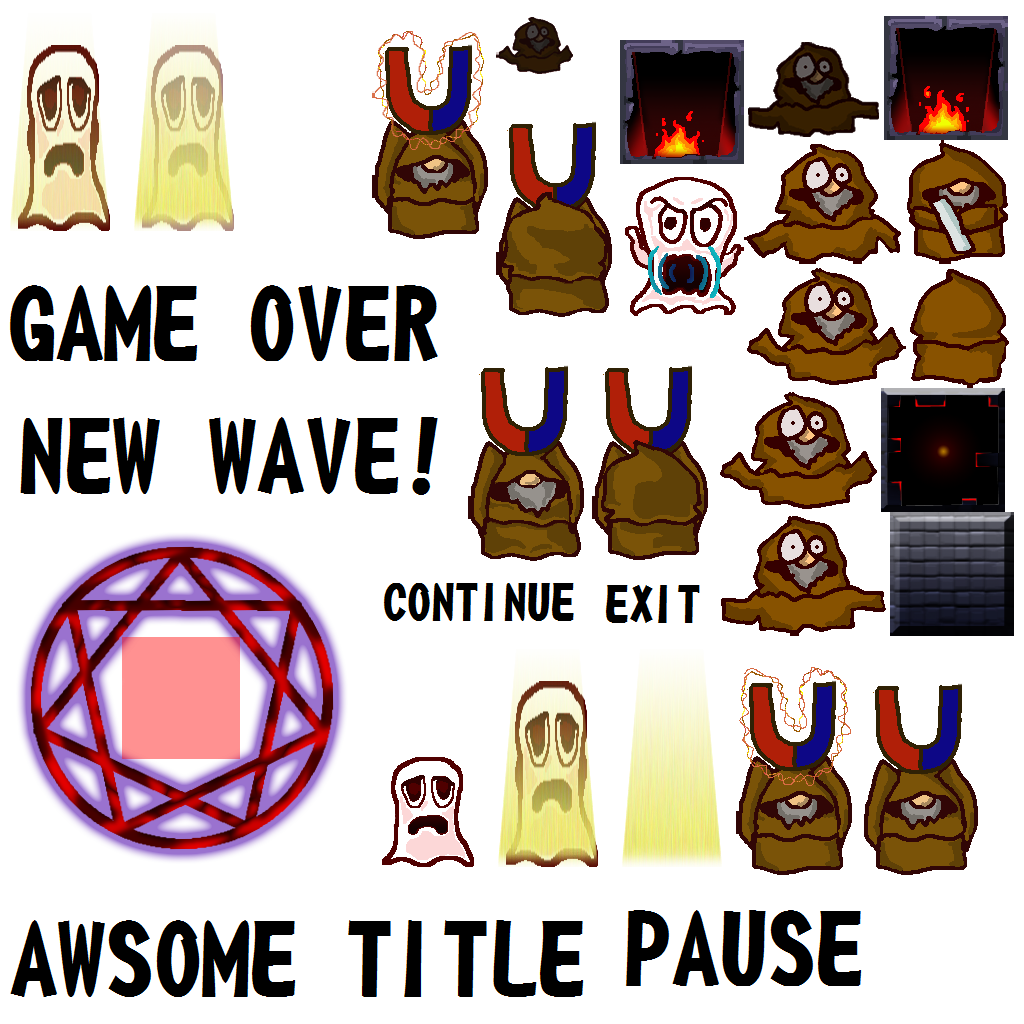 GAME OVER
NEW WAVE!
CONTINUE
EXIT
AWSOME TITLE
PAUSE